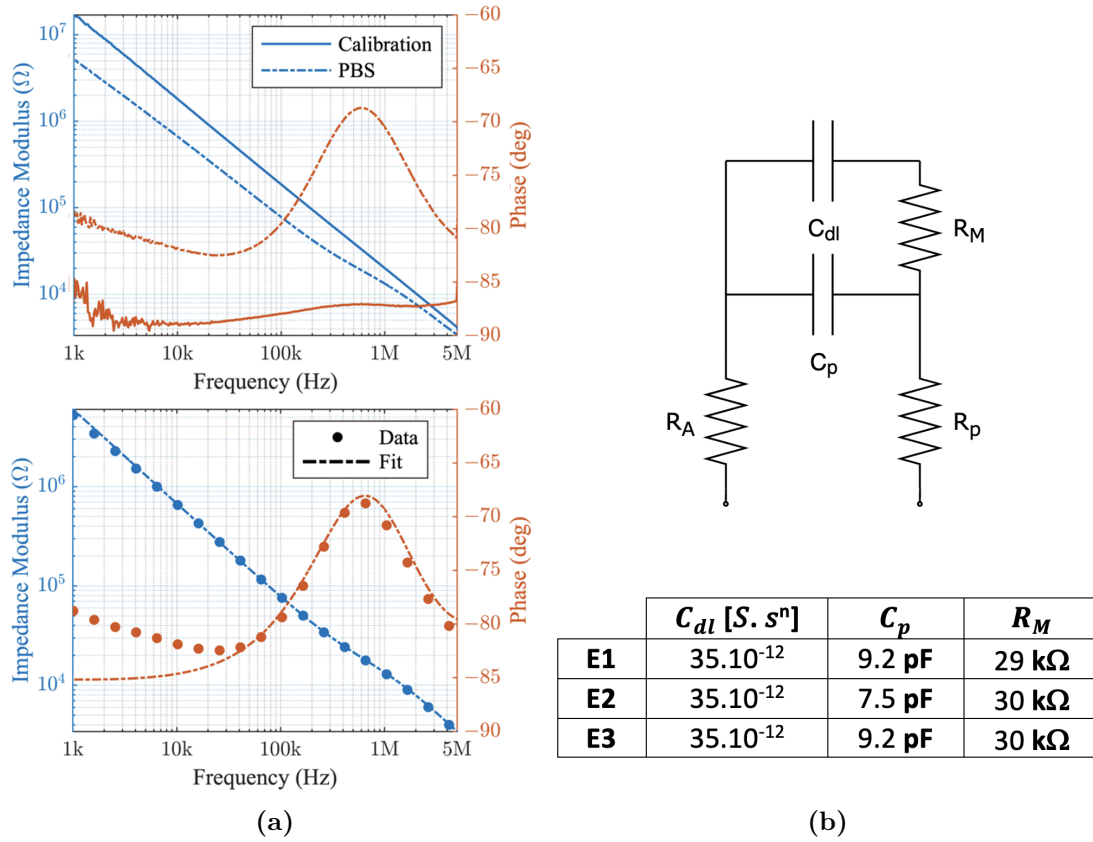 Impedance Modulus (Ω)
10⁷
10⁶
10⁵
10⁴
Calibration
PBS
−60
−65
−70
−75
−80
−85
−90
Phase (deg)
1k 10k 100k 1M 5M
Frequency (Hz)
Impedance Modulus (Ω)
10⁶
10⁵
10⁴
Data
Fit
−60
−65
−70
−75
−80
−85
−90
Phase (deg)
1k 10k 100k 1M 5M
Frequency (Hz)
(a)
C_dl
R_M
C_p
R_A
R_p
C_dl [S. sⁿ] C_p R_M
E1 35.10⁻¹² 9.2 pF 29 kΩ
E2 35.10⁻¹² 7.5 pF 30 kΩ
E3 35.10⁻¹² 9.2 pF 30 kΩ
(b)